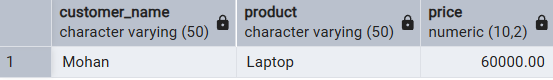 customer_name product price
character varying (50) character varying (50) numeric (10,2)
1 Mohan Laptop 60000.00